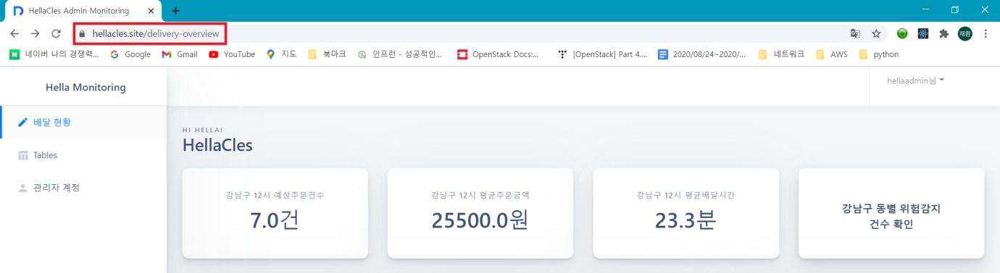 HellaCles Admin Monitoring
hellacles.site/delivery-overview
재환
네이버 나의 경쟁력...
Google
Gmail
YouTube
지도
북마크
인프런 - 성공적인...
OpenStack Docs:...
[OpenStack] Part 4....
2020/08/24~2020/...
네트워크
AWS
python
Hella Monitoring
hellaadmin님
배달 현황
Tables
관리자 계정
HI HELLA!
HellaCles
강남구 12시 예상주문건수
7.0건
강남구 12시 평균주문금액
25500.0원
강남구 12시 평균배달시간
23.3분
강남구 동별 위험감지
건수 확인